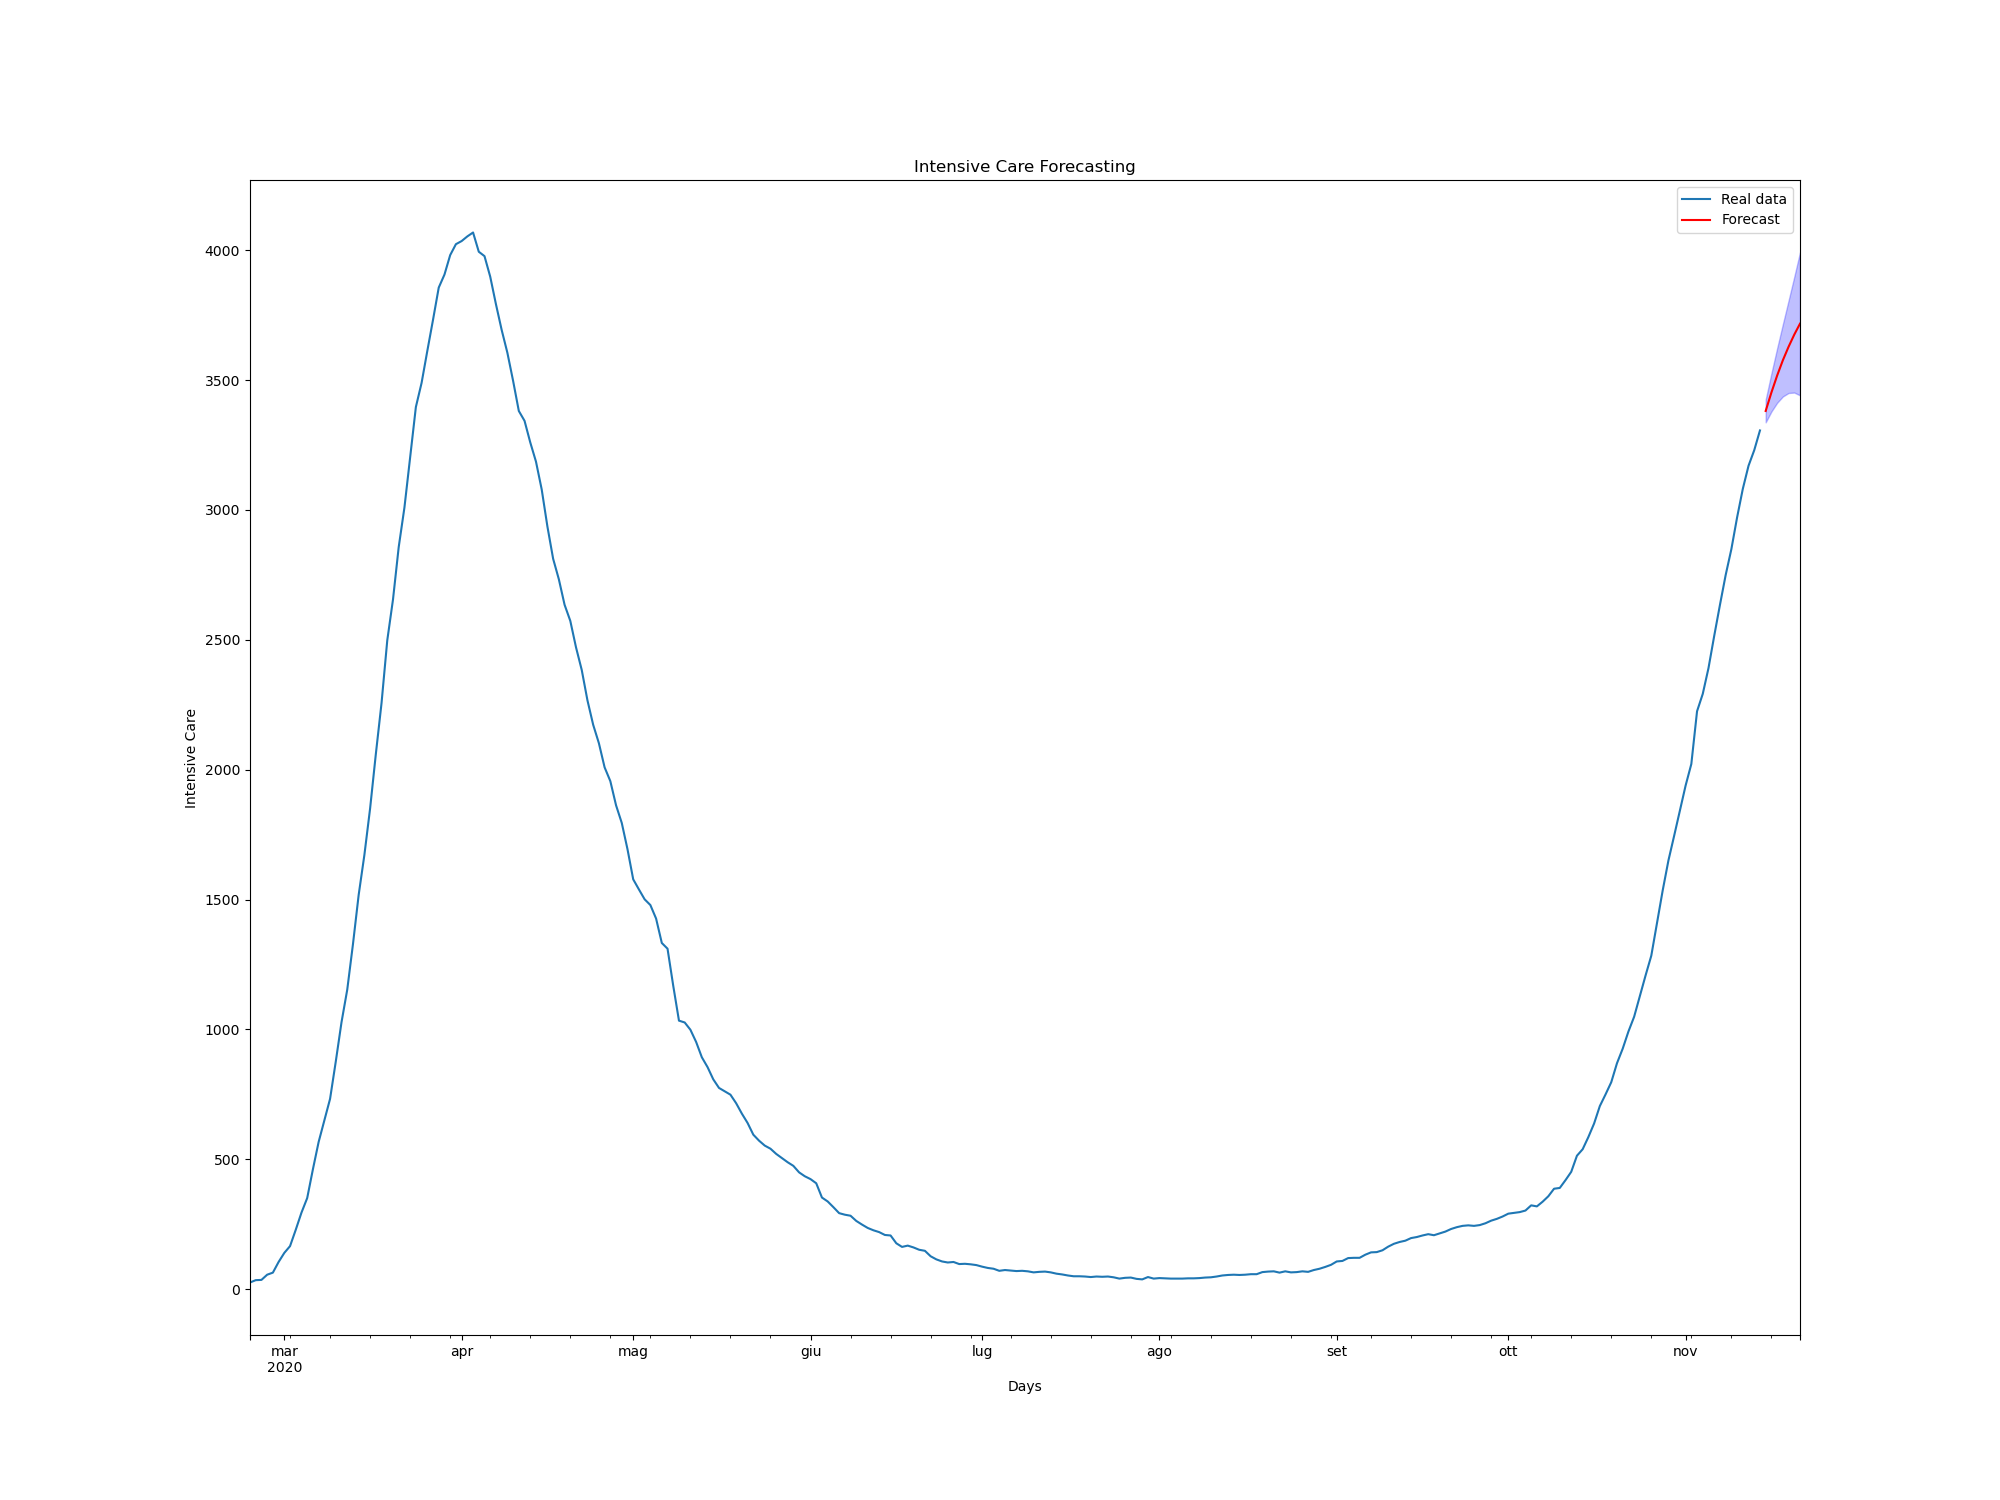 Intensive Care Forecasting
Real data
Forecast
4000
3500
3000
2500
2000
1500
1000
500
0
Intensive Care
mar apr mag giu lug ago set ott nov
2020
Days